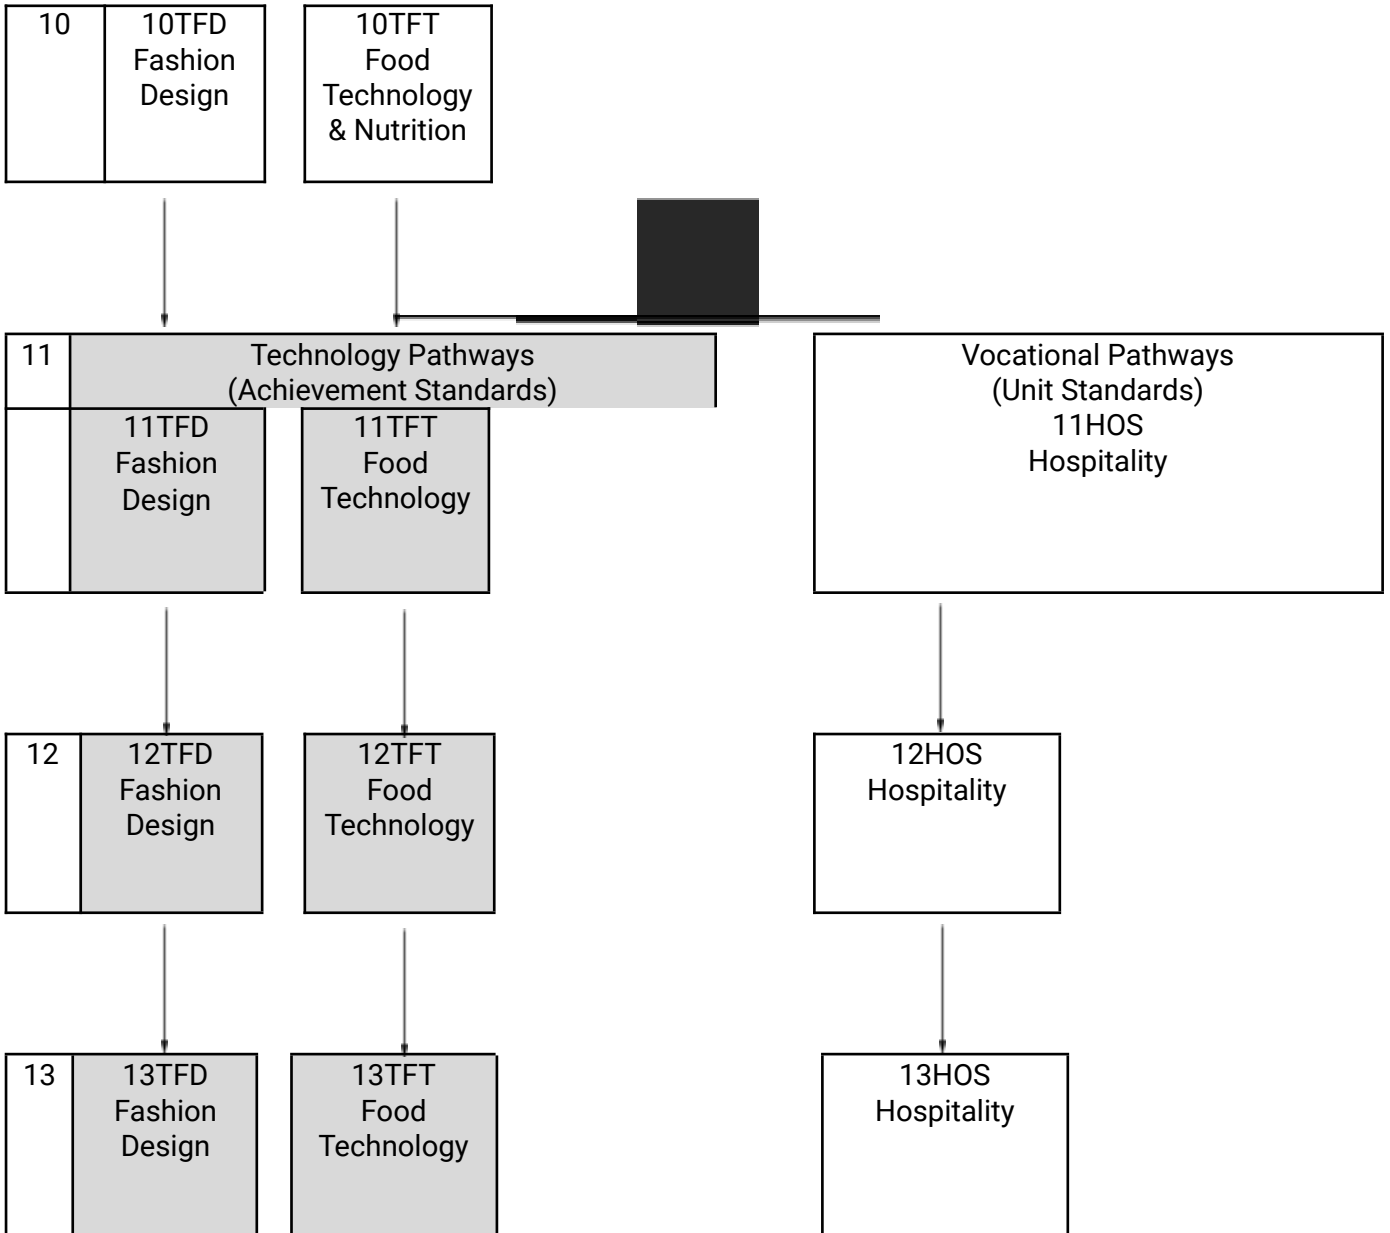 10
10TFD
Fashion
Design
10TFT
Food
Technology
& Nutrition
11
Technology Pathways
(Achievement Standards)
11TFD
Fashion
Design
11TFT
Food
Technology
Vocational Pathways
(Unit Standards)
11HOS
Hospitality
12
12TFD
Fashion
Design
12TFT
Food
Technology
12HOS
Hospitality
13
13TFD
Fashion
Design
13TFT
Food
Technology
13HOS
Hospitality